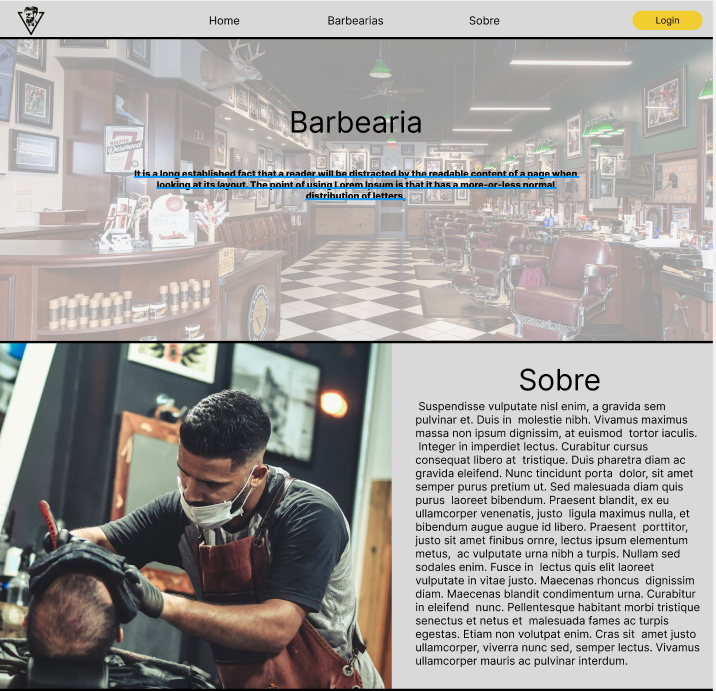 Home Barbearias Sobre Login
Barbearia
It is a long established fact that a reader will be distracted by the readable content of a page when
looking at its layout. The point of using Lorem Ipsum is that it has a more-or-less normal
distribution of letters
Sobre
Suspendisse vulputate nisl enim, a gravida sem
pulvinar et. Duis in molestie nibh. Vivamus maximus
massa non ipsum dignissim, at euismod tortor iaculis.
Integer in imperdiet lectus. Curabitur cursus
consequat libero at tristique. Duis pharetra diam ac
gravida eleifend. Nunc tincidunt porta dolor, sit amet
semper purus pretium ut. Sed malesuada diam quis
purus laoreet bibendum. Praesent blandit, ex eu
ullamcorper venenatis, justo ligula maximus nulla, et
bibendum augue augue id libero. Praesent porttitor,
justo sit amet finibus ornre, lectus ipsum elementum
metus, ac vulputate urna nibh a turpis. Nullam sed
sodales enim. Fusce in lectus quis elit laoreet
vulputate in vitae justo. Maecenas rhoncus dignissim
diam. Maecenas blandit condimentum urna. Curabitur
in eleifend nunc. Pellentesque habitant morbi tristique
senectus et netus et malesuada fames ac turpis
egestas. Etiam non volutpat enim. Cras sit amet justo
ullamcorper, viverra nunc sed, semper lectus. Vivamus
ullamcorper mauris ac pulvinar interdum.